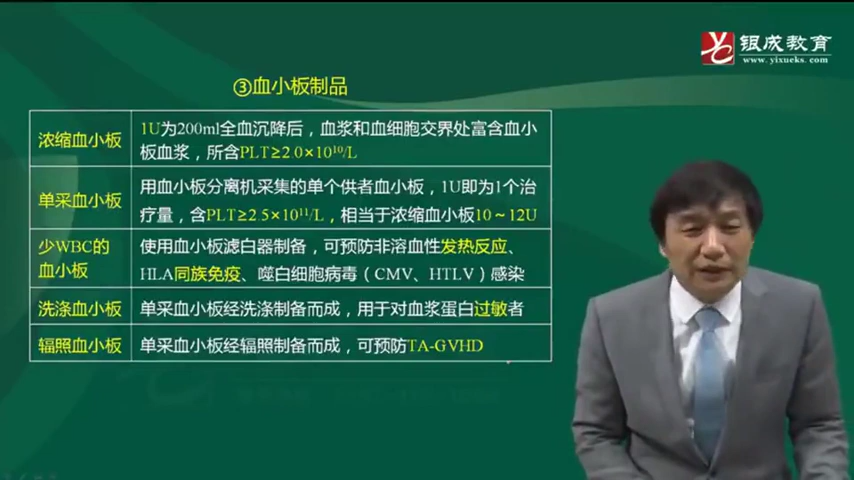 银成教育
www.yixueks.com
③血小板制品
浓缩血小板
1U为200ml全血沉降后，血浆和血细胞交界处富含血小
板血浆，所含PLT≥2.0×10¹⁰/L
单采血小板
用血小板分离机采集的单个供者血小板，1U即为1个治
疗量，含PLT≥2.5×10¹¹/L，相当于浓缩血小板10～12U
少WBC的
血小板
使用血小板滤白器制备，可预防非溶血性发热反应、
HLA同族免疫、噬白细胞病毒（CMV、HTLV）感染
洗涤血小板
单采血小板经洗涤制备而成，用于对血浆蛋白过敏者
辐照血小板
单采血小板经辐照制备而成，可预防TA-GVHD